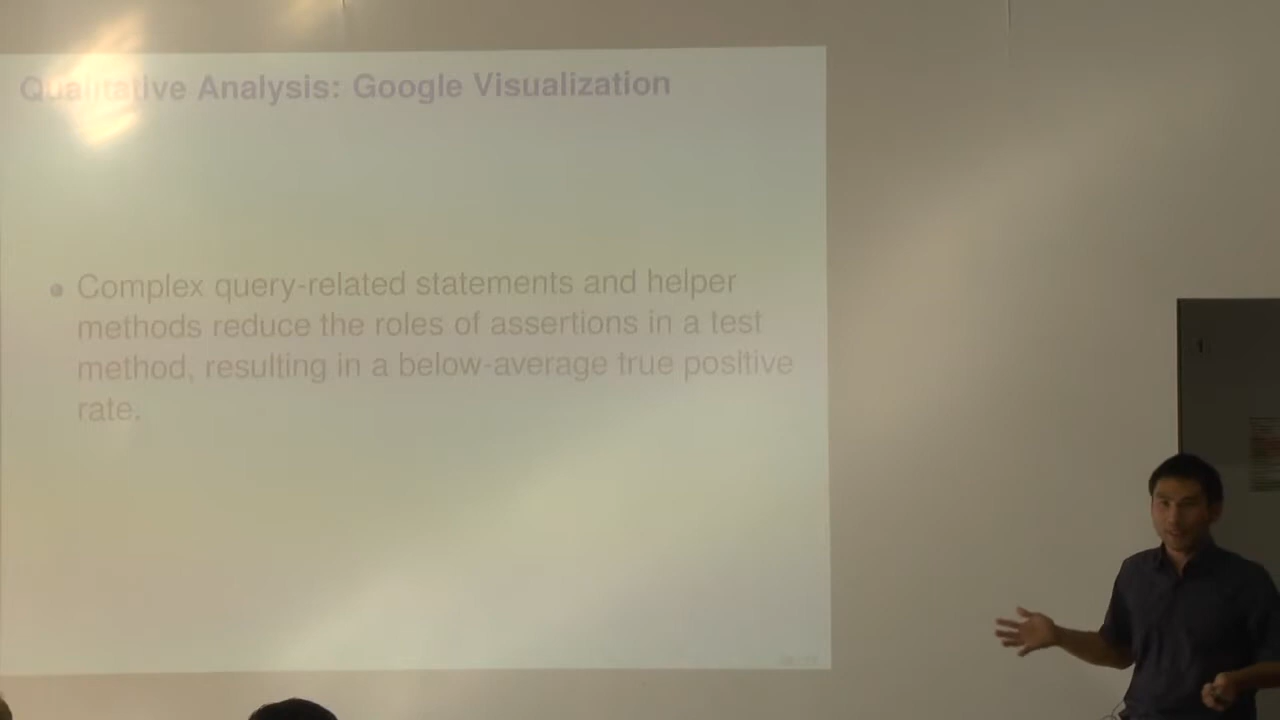 Qualitative Analysis: Google Visualization
Complex query-related statements and helper
methods reduce the roles of assertions in a test
method, resulting in a below-average true positive
rate.